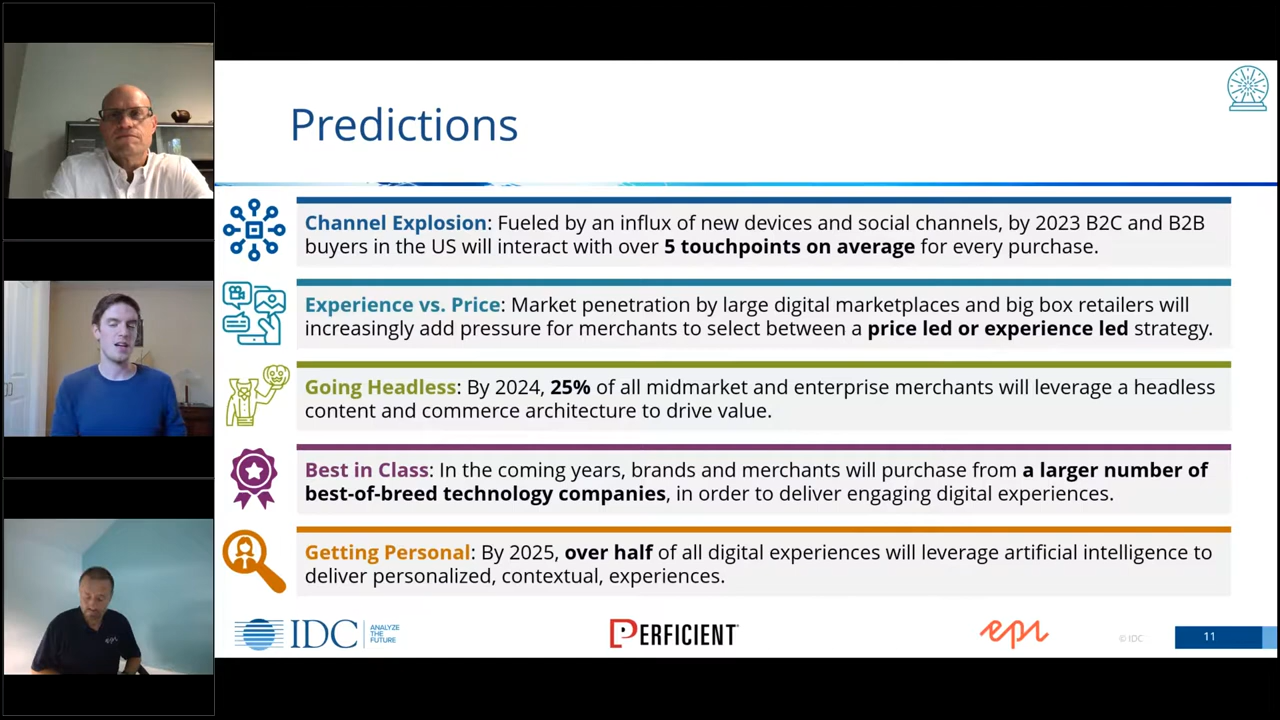 Predictions
Channel Explosion: Fueled by an influx of new devices and social channels, by 2023 B2C and B2B
buyers in the US will interact with over 5 touchpoints on average for every purchase.
Experience vs. Price: Market penetration by large digital marketplaces and big box retailers will
increasingly add pressure for merchants to select between a price led or experience led strategy.
Going Headless: By 2024, 25% of all midmarket and enterprise merchants will leverage a headless
content and commerce architecture to drive value.
Best in Class: In the coming years, brands and merchants will purchase from a larger number of
best-of-breed technology companies, in order to deliver engaging digital experiences.
Getting Personal: By 2025, over half of all digital experiences will leverage artificial intelligence to
deliver personalized, contextual, experiences.
IDC
ANALYZE
THE
FUTURE
PERFICIENT
epi
© IDC
11
epi